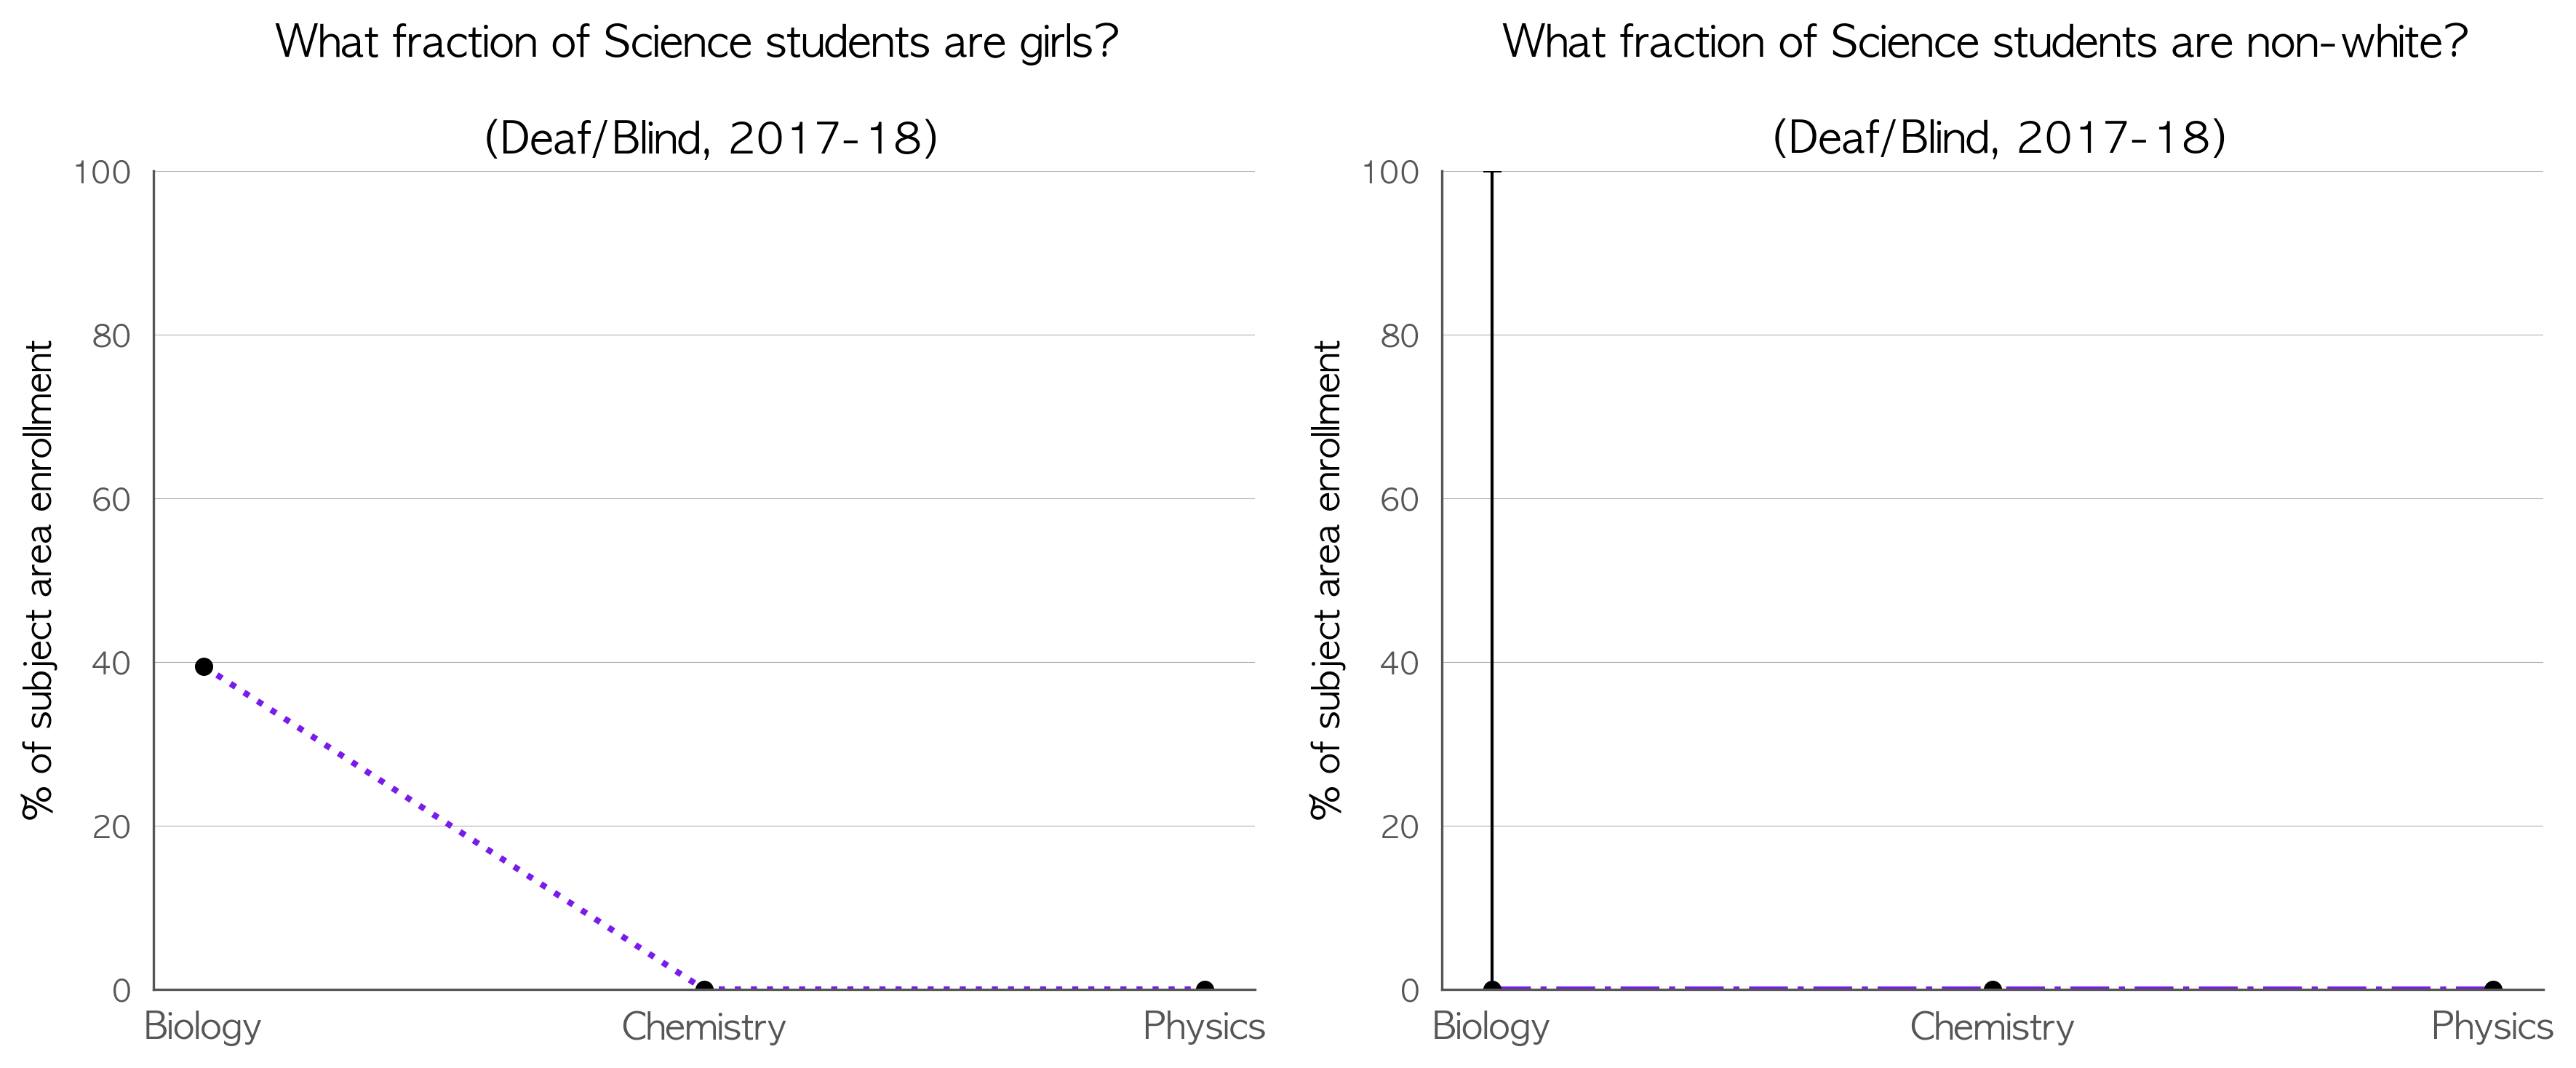 What fraction of Science students are girls?
(Deaf/Blind, 2017-18)
100
80
60
40
20
0
% of subject area enrollment
Biology
Chemistry
Physics
What fraction of Science students are non-white?
(Deaf/Blind, 2017-18)
100
80
60
40
20
0
% of subject area enrollment
Biology
Chemistry
Physics